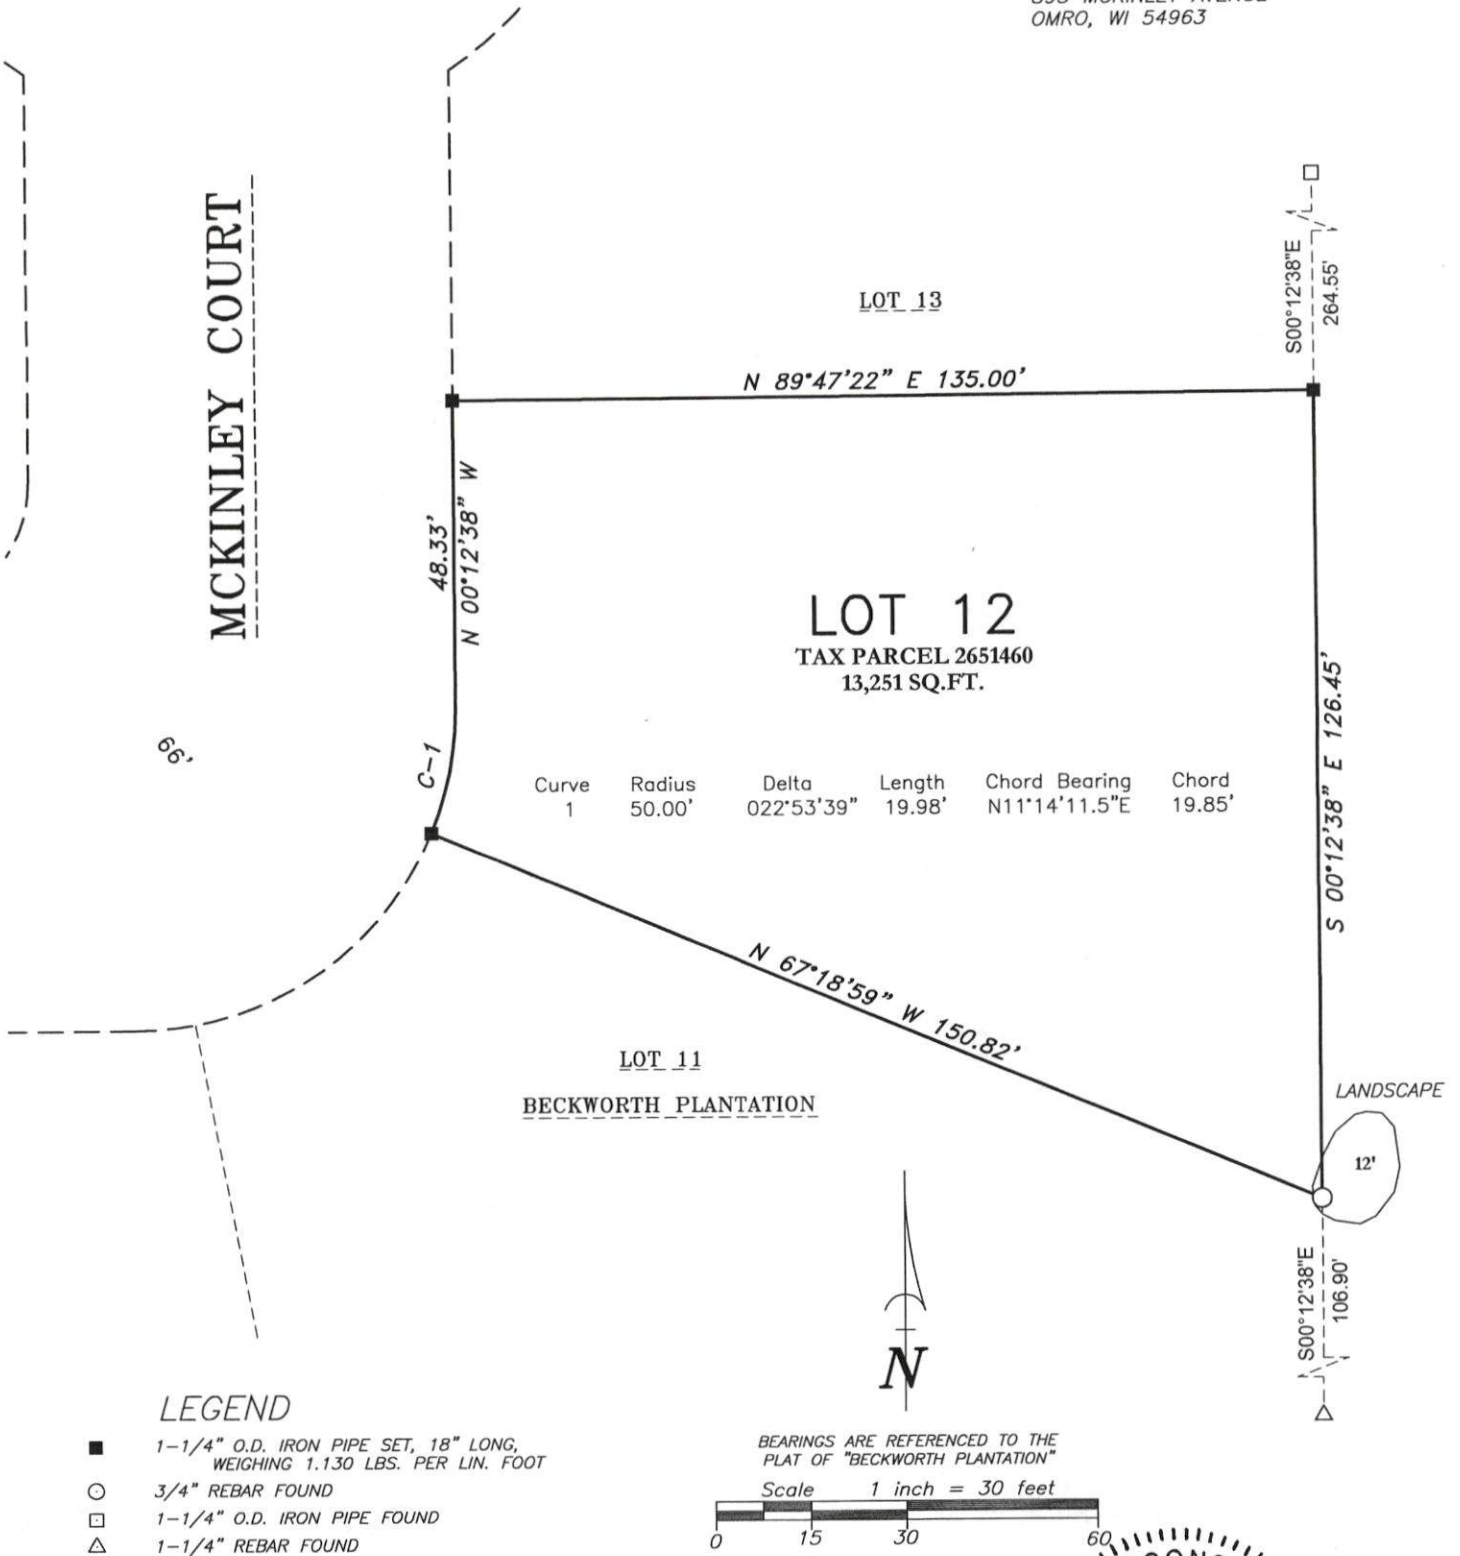 OMRO, WI 54963
MCKINLEY COURT
LOT 13
S00°12'38"E
264.55'
N 89°47'22" E 135.00'
48.33'
N 00°12'38" W
LOT 12
TAX PARCEL 2651460
13,251 SQ.FT.
S 00°12'38" E 126.45'
66'
C-1
Curve Radius Delta Length Chord Bearing Chord
1 50.00' 022°53'39" 19.98' N11°14'11.5"E 19.85'
N 67°18'59" W 150.82'
LOT 11
BECKWORTH PLANTATION
LANDSCAPE
12'
S00°12'38"E
106.90'
N
LEGEND
1-1/4" O.D. IRON PIPE SET, 18" LONG,
WEIGHING 1.130 LBS. PER LIN. FOOT
3/4" REBAR FOUND
1-1/4" O.D. IRON PIPE FOUND
1-1/4" REBAR FOUND
BEARINGS ARE REFERENCED TO THE
PLAT OF "BECKWORTH PLANTATION"
Scale 1 inch = 30 feet
0 15 30 60